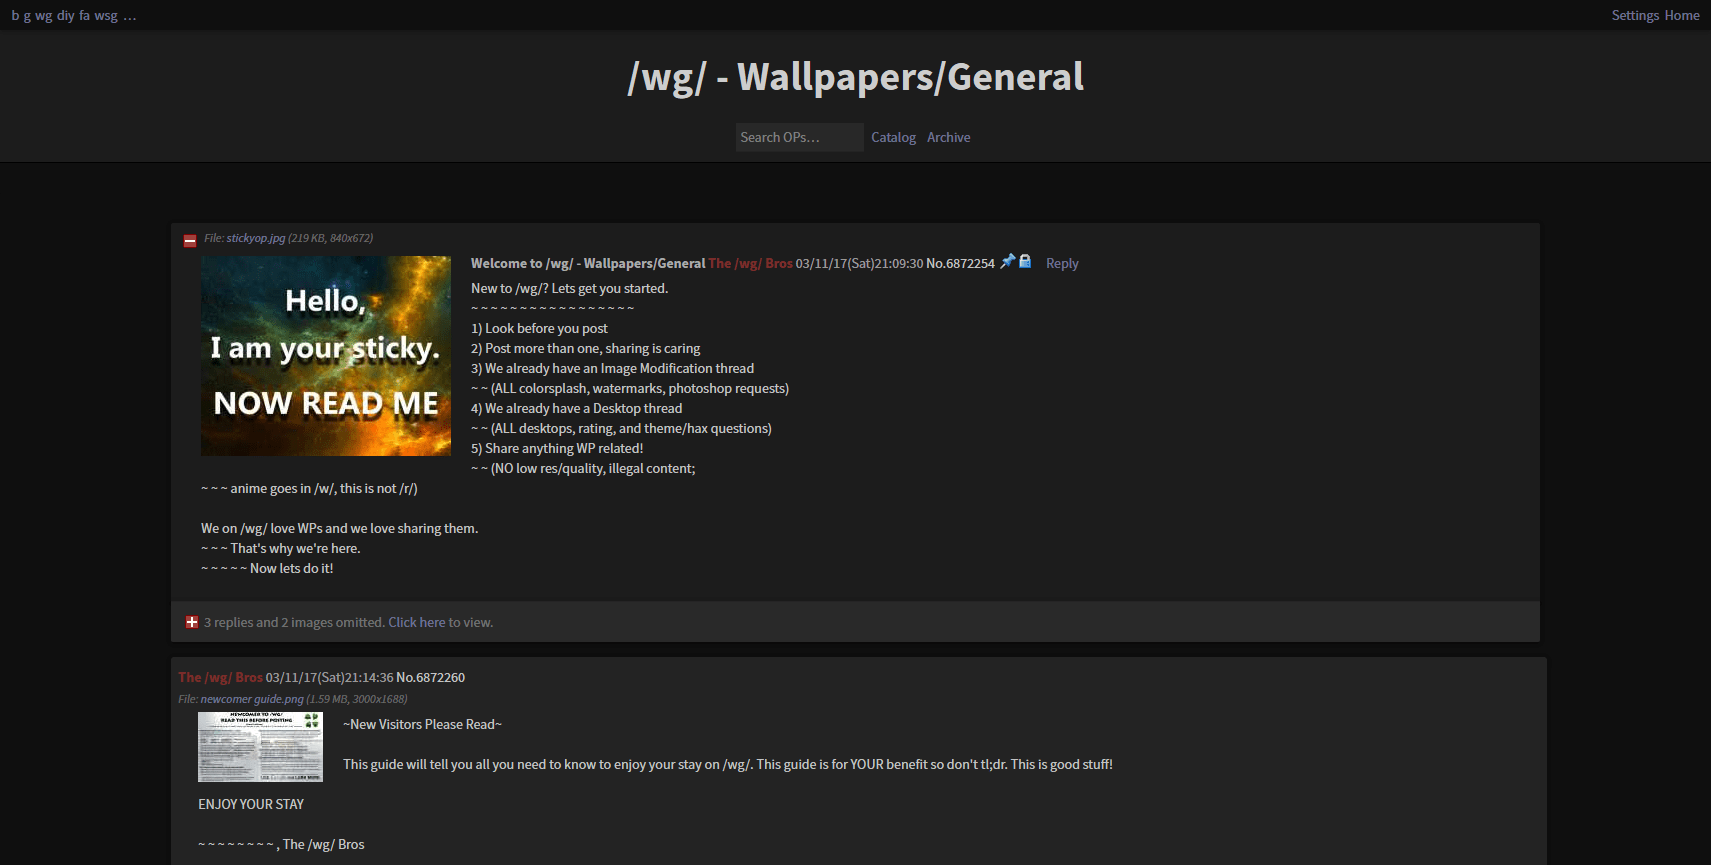 b g wg diy fa wsg …
Settings Home
/wg/ - Wallpapers/General
Search OPs…
Catalog Archive
File: stickyop.jpg (219 KB, 840x672)
Hello,
I am your sticky.
NOW READ ME
Welcome to /wg/ - Wallpapers/General The /wg/ Bros 03/11/17(Sat)21:09:30 No.6872254 Reply
New to /wg/? Lets get you started.
~ ~ ~ ~ ~ ~ ~ ~ ~ ~ ~ ~ ~ ~ ~ ~ ~
1) Look before you post
2) Post more than one, sharing is caring
3) We already have an Image Modification thread
~ ~ (ALL colorsplash, watermarks, photoshop requests)
4) We already have a Desktop thread
~ ~ (ALL desktops, rating, and theme/hax questions)
5) Share anything WP related!
~ ~ (NO low res/quality, illegal content;
~ ~ ~ anime goes in /w/, this is not /r/)
We on /wg/ love WPs and we love sharing them.
~ ~ ~ That's why we're here.
~ ~ ~ ~ ~ Now lets do it!
3 replies and 2 images omitted. Click here to view.
The /wg/ Bros 03/11/17(Sat)21:14:36 No.6872260
File: newcomer guide.png (1.59 MB, 3000x1688)
NEWCOMER TO /WG/
READ THIS BEFORE POSTING
~New Visitors Please Read~
This guide will tell you all you need to know to enjoy your stay on /wg/. This guide is for YOUR benefit so don't tl;dr. This is good stuff!
ENJOY YOUR STAY
~ ~ ~ ~ ~ ~ ~ ~ , The /wg/ Bros